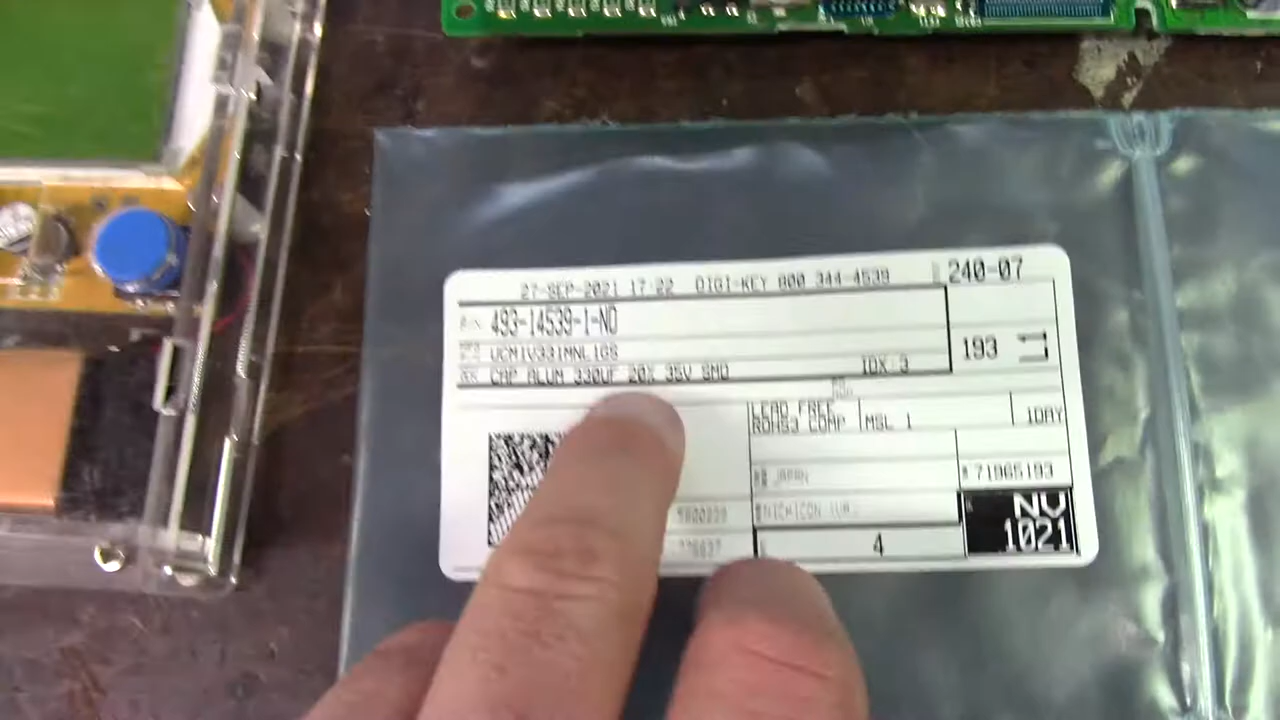 27-SEP-2021 17:22 DIGI-KEY 800 344-4539
240-07
493-14539-1-ND
193
UCM1V331MNL1GS
IDX 3
CAP ALUM 330UF 20% 35V SMD
LEAD FREE
ROHS3 COMP
MSL 1
1DAY
JAPAN
71965193
NICHICON
NV
1021
4